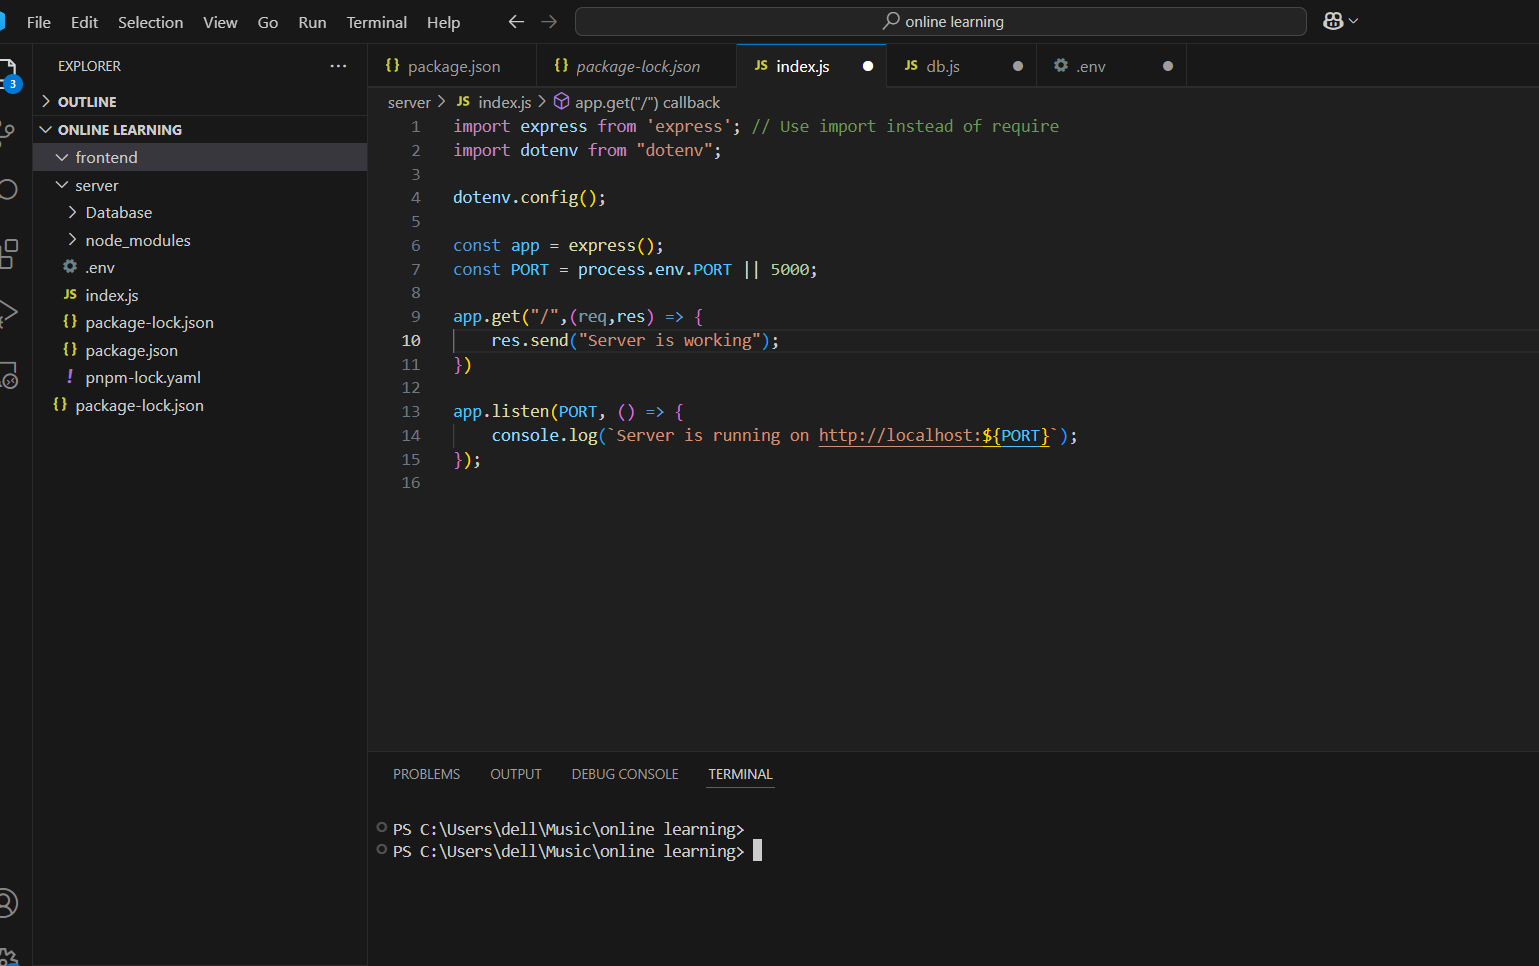 File Edit Selection View Go Run Terminal Help
online learning
3
EXPLORER
OUTLINE
ONLINE LEARNING
frontend
server
Database
node_modules
.env
JS index.js
{} package-lock.json
{} package.json
! pnpm-lock.yaml
{} package-lock.json
{} package.json
{} package-lock.json
JS index.js
JS db.js
.env
server > JS index.js > app.get("/") callback
1 import express from 'express'; // Use import instead of require
2 import dotenv from "dotenv";
3
4 dotenv.config();
5
6 const app = express();
7 const PORT = process.env.PORT || 5000;
8
9 app.get("/",(req,res) => {
10 res.send("Server is working");
11 })
12
13 app.listen(PORT, () => {
14 console.log(`Server is running on http://localhost:${PORT}`);
15 });
16
PROBLEMS OUTPUT DEBUG CONSOLE TERMINAL
PS C:\Users\dell\Music\online learning>
PS C:\Users\dell\Music\online learning>